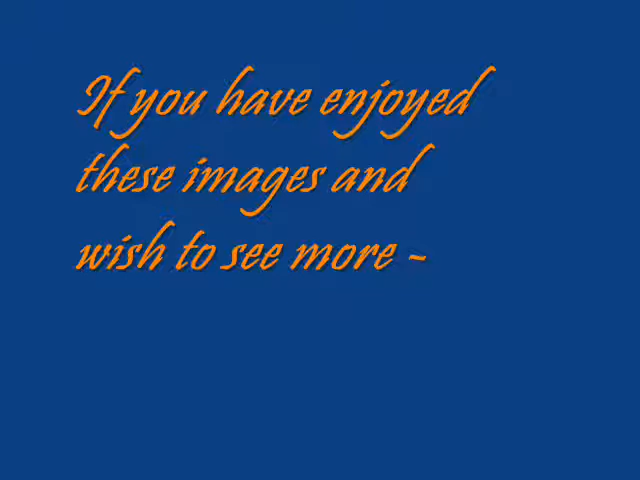 If you have enjoyed
these images and
wish to see more -